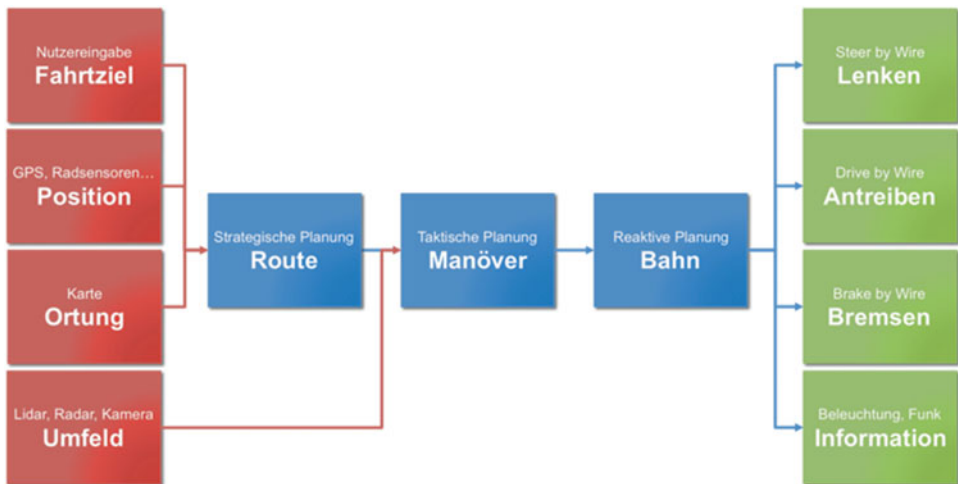 Nutzereingabe
Fahrtziel
GPS, Radsensoren...
Position
Karte
Ortung
Lidar, Radar, Kamera
Umfeld
Strategische Planung
Route
Taktische Planung
Manöver
Reaktive Planung
Bahn
Steer by Wire
Lenken
Drive by Wire
Antreiben
Brake by Wire
Bremsen
Beleuchtung, Funk
Information